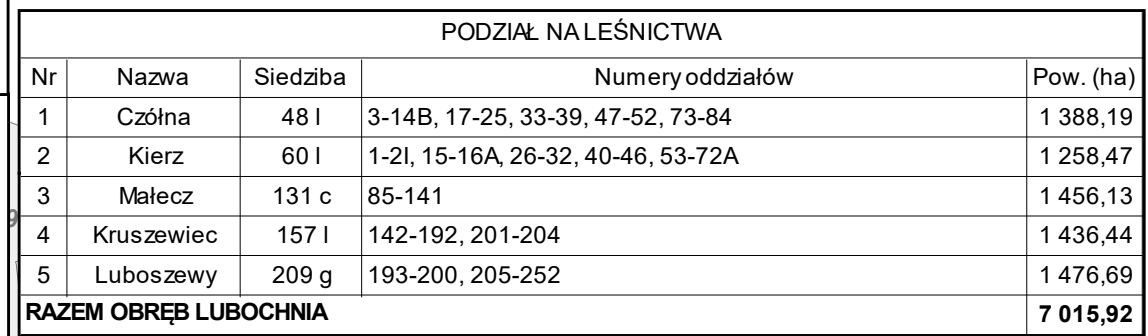 PODZIAŁ NA LEŚNICTWA
Nr Nazwa Siedziba Numery oddziałów Pow. (ha)
1 Czółna 48 l 3-14B, 17-25, 33-39, 47-52, 73-84 1 388,19
2 Kierz 60 l 1-2I, 15-16A, 26-32, 40-46, 53-72A 1 258,47
3 Małecz 131 c 85-141 1 456,13
4 Kruszewiec 157 l 142-192, 201-204 1 436,44
5 Luboszewy 209 g 193-200, 205-252 1 476,69
RAZEM OBRĘB LUBOCHNIA 7 015,92